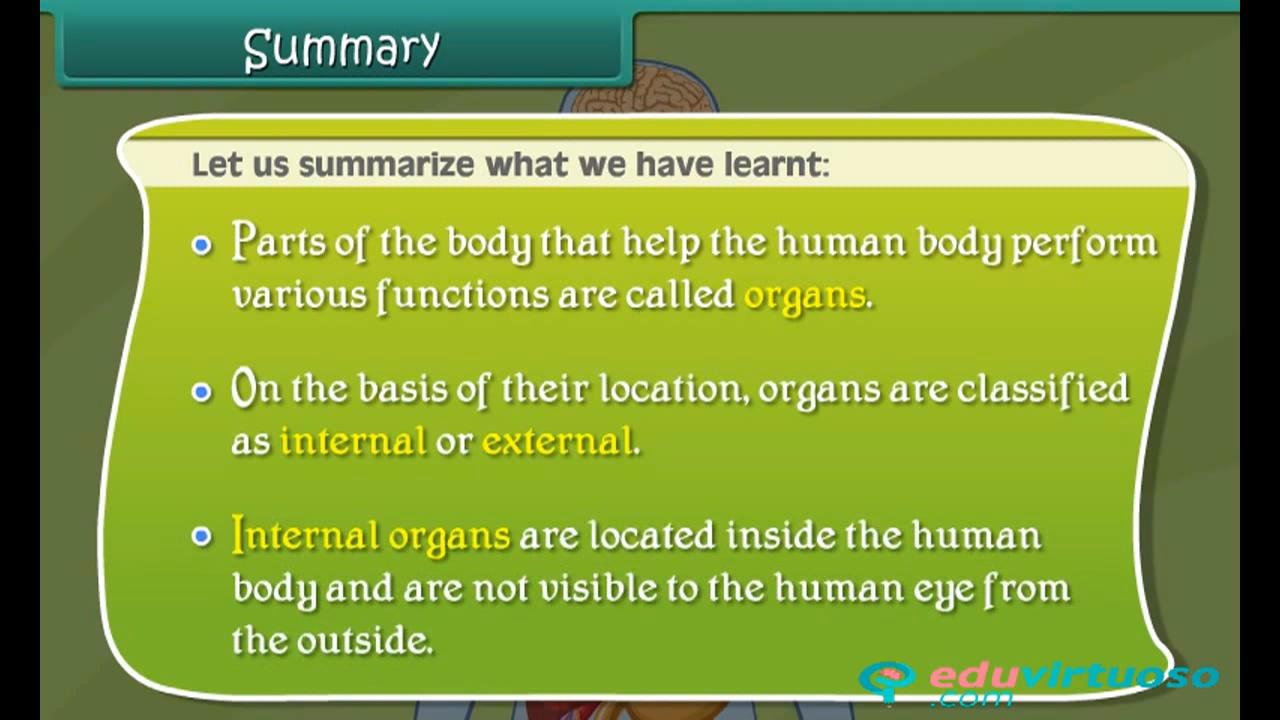 Summary
Let us summarize what we have learnt:
Parts of the body that help the human body perform
various functions are called organs.
On the basis of their location, organs are classified
as internal or external.
Internal organs are located inside the human
body and are not visible to the human eye from
the outside.
eduvirtuoso
.com